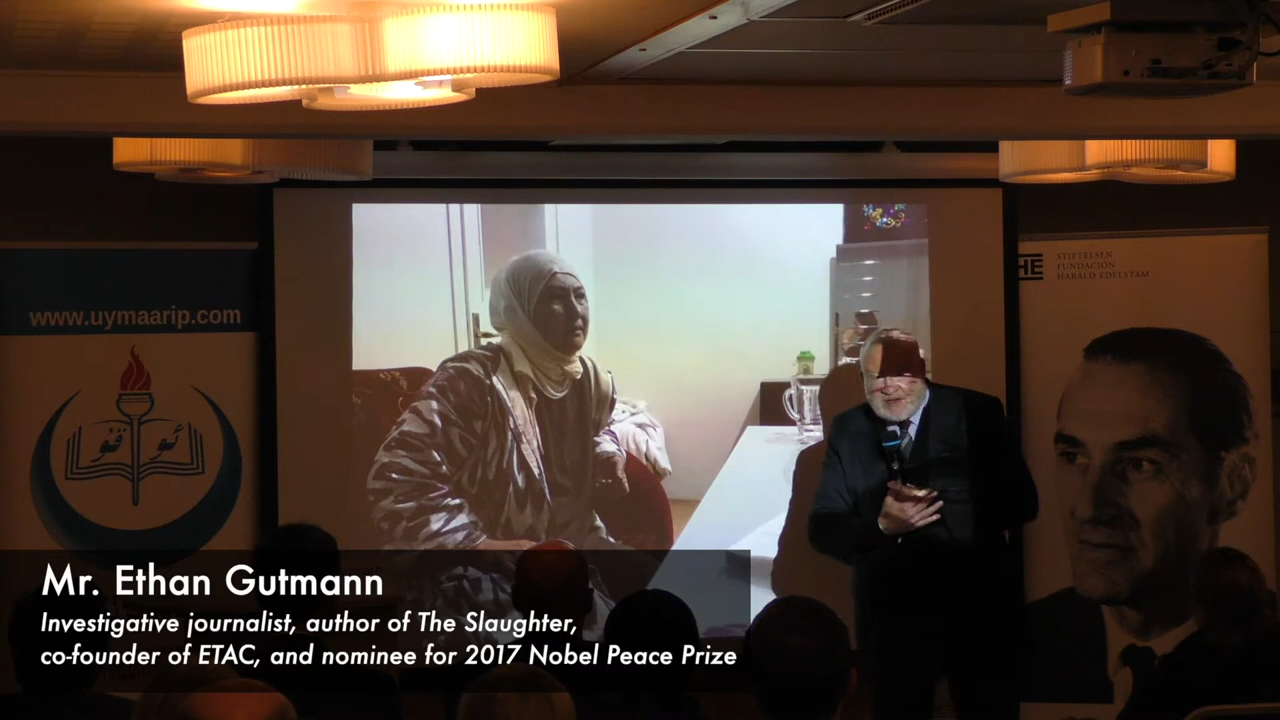 www.uymaarip.com
HE
STIFTELSEN
FUNDACIÓN
HARALD EDELSTAM
Mr. Ethan Gutmann
Investigative journalist, author of The Slaughter,
co-founder of ETAC, and nominee for 2017 Nobel Peace Prize